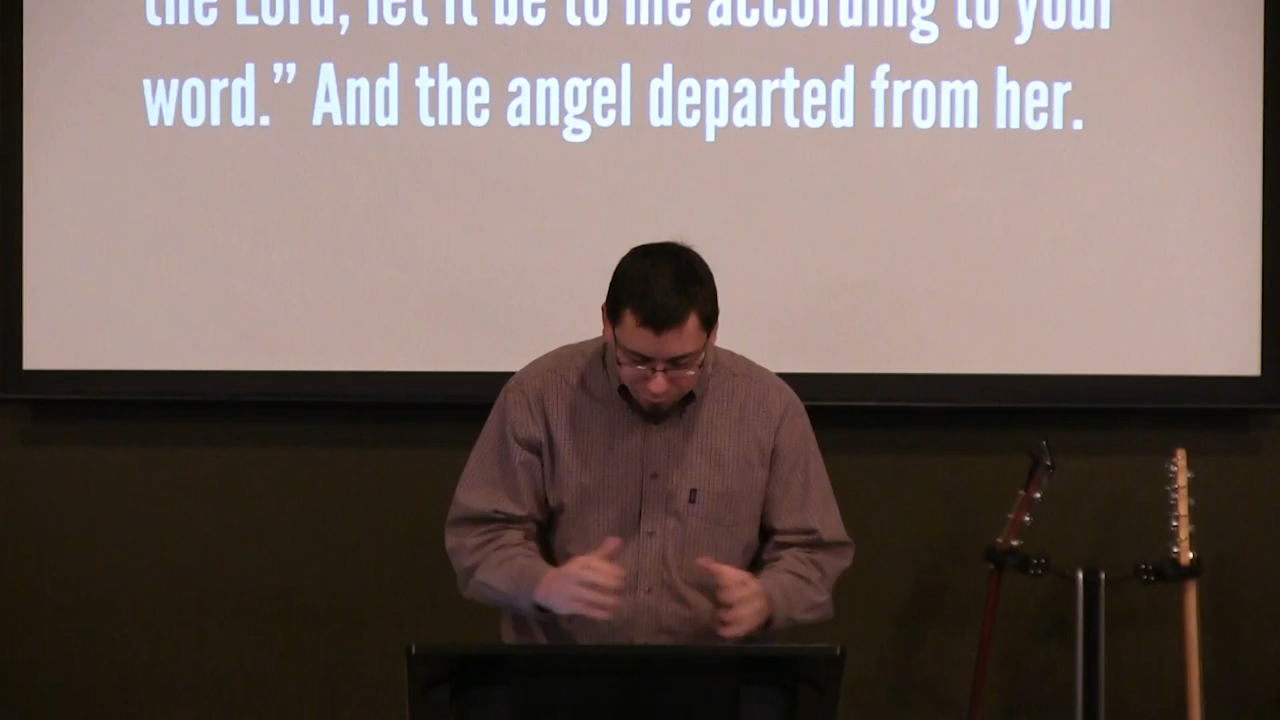 the Lord, let it be to me according to your
word.” And the angel departed from her.